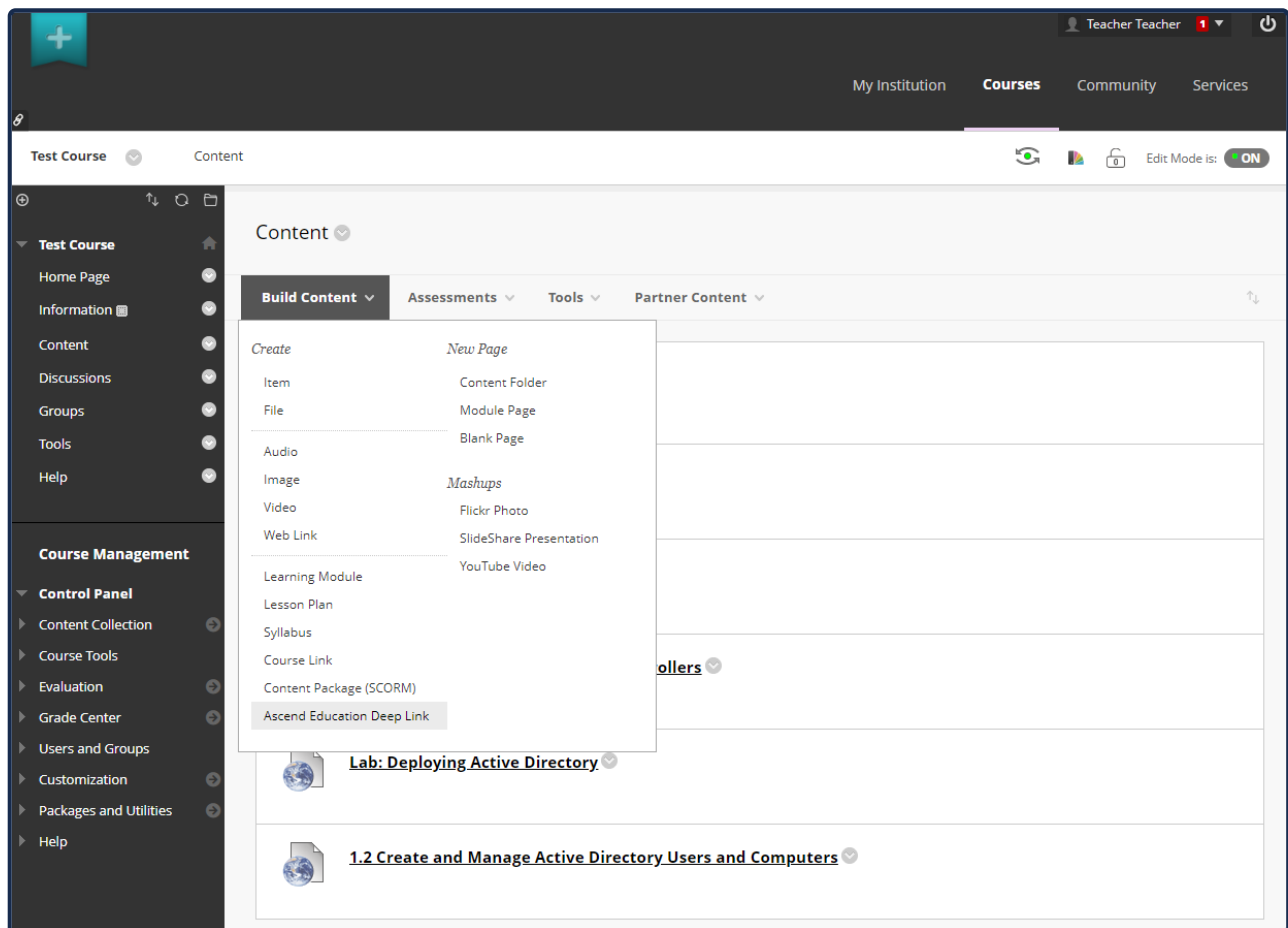 Teacher Teacher 1
My Institution Courses Community Services
Test Course Content 0 Edit Mode is: ON
Test Course
Home Page
Information
Content
Discussions
Groups
Tools
Help
Course Management
Control Panel
Content Collection
Course Tools
Evaluation
Grade Center
Users and Groups
Customization
Packages and Utilities
Help
Content
Build Content Assessments Tools Partner Content
Create
Item
File
Audio
Image
Video
Web Link
Learning Module
Lesson Plan
Syllabus
Course Link
Content Package (SCORM)
Ascend Education Deep Link
New Page
Content Folder
Module Page
Blank Page
Mashups
Flickr Photo
SlideShare Presentation
YouTube Video
ollers
Lab: Deploying Active Directory
1.2 Create and Manage Active Directory Users and Computers